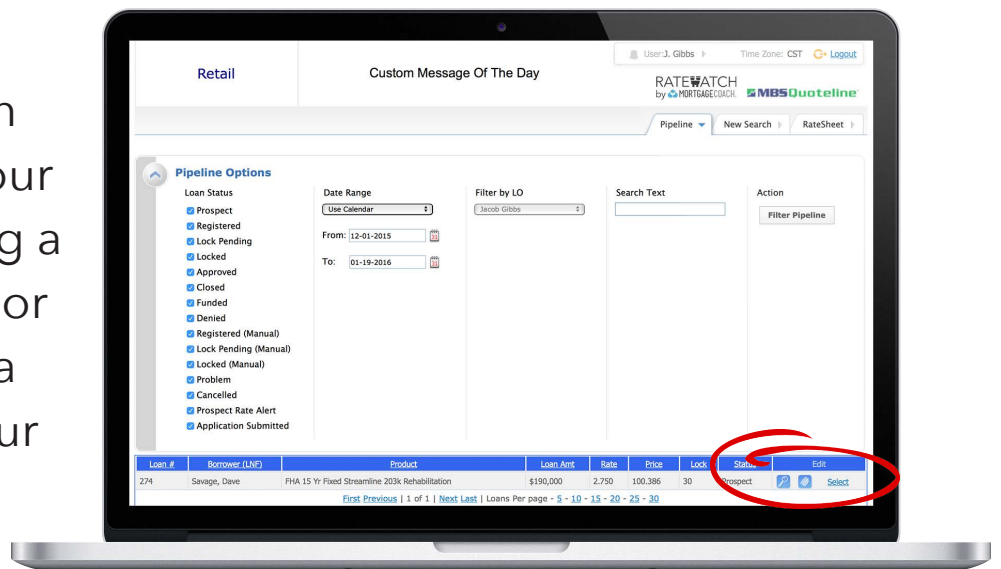 n
our
g a
or
a
ur
User:J. Gibbs Time Zone: CST Logout
Retail
Custom Message Of The Day
RATEWATCH
by MORTGAGECOACH. MBSQuoteline
Pipeline New Search RateSheet
Pipeline Options
Loan Status Date Range Filter by LO Search Text Action
Prospect Use Calendar Jacob Gibbs Filter Pipeline
Registered
Lock Pending From: 12-01-2015
Locked To: 01-19-2016
Approved
Closed
Funded
Denied
Registered (Manual)
Lock Pending (Manual)
Locked (Manual)
Problem
Cancelled
Prospect Rate Alert
Application Submitted
Loan # Borrower (LNF) Product Loan Amt Rate Price Lock Status Edit
274 Savage, Dave FHA 15 Yr Fixed Streamline 203k Rehabilitation $190,000 2.750 100.386 30 Prospect Select
First Previous | 1 of 1 | Next Last | Loans Per page - 5 - 10 - 15 - 20 - 25 - 30